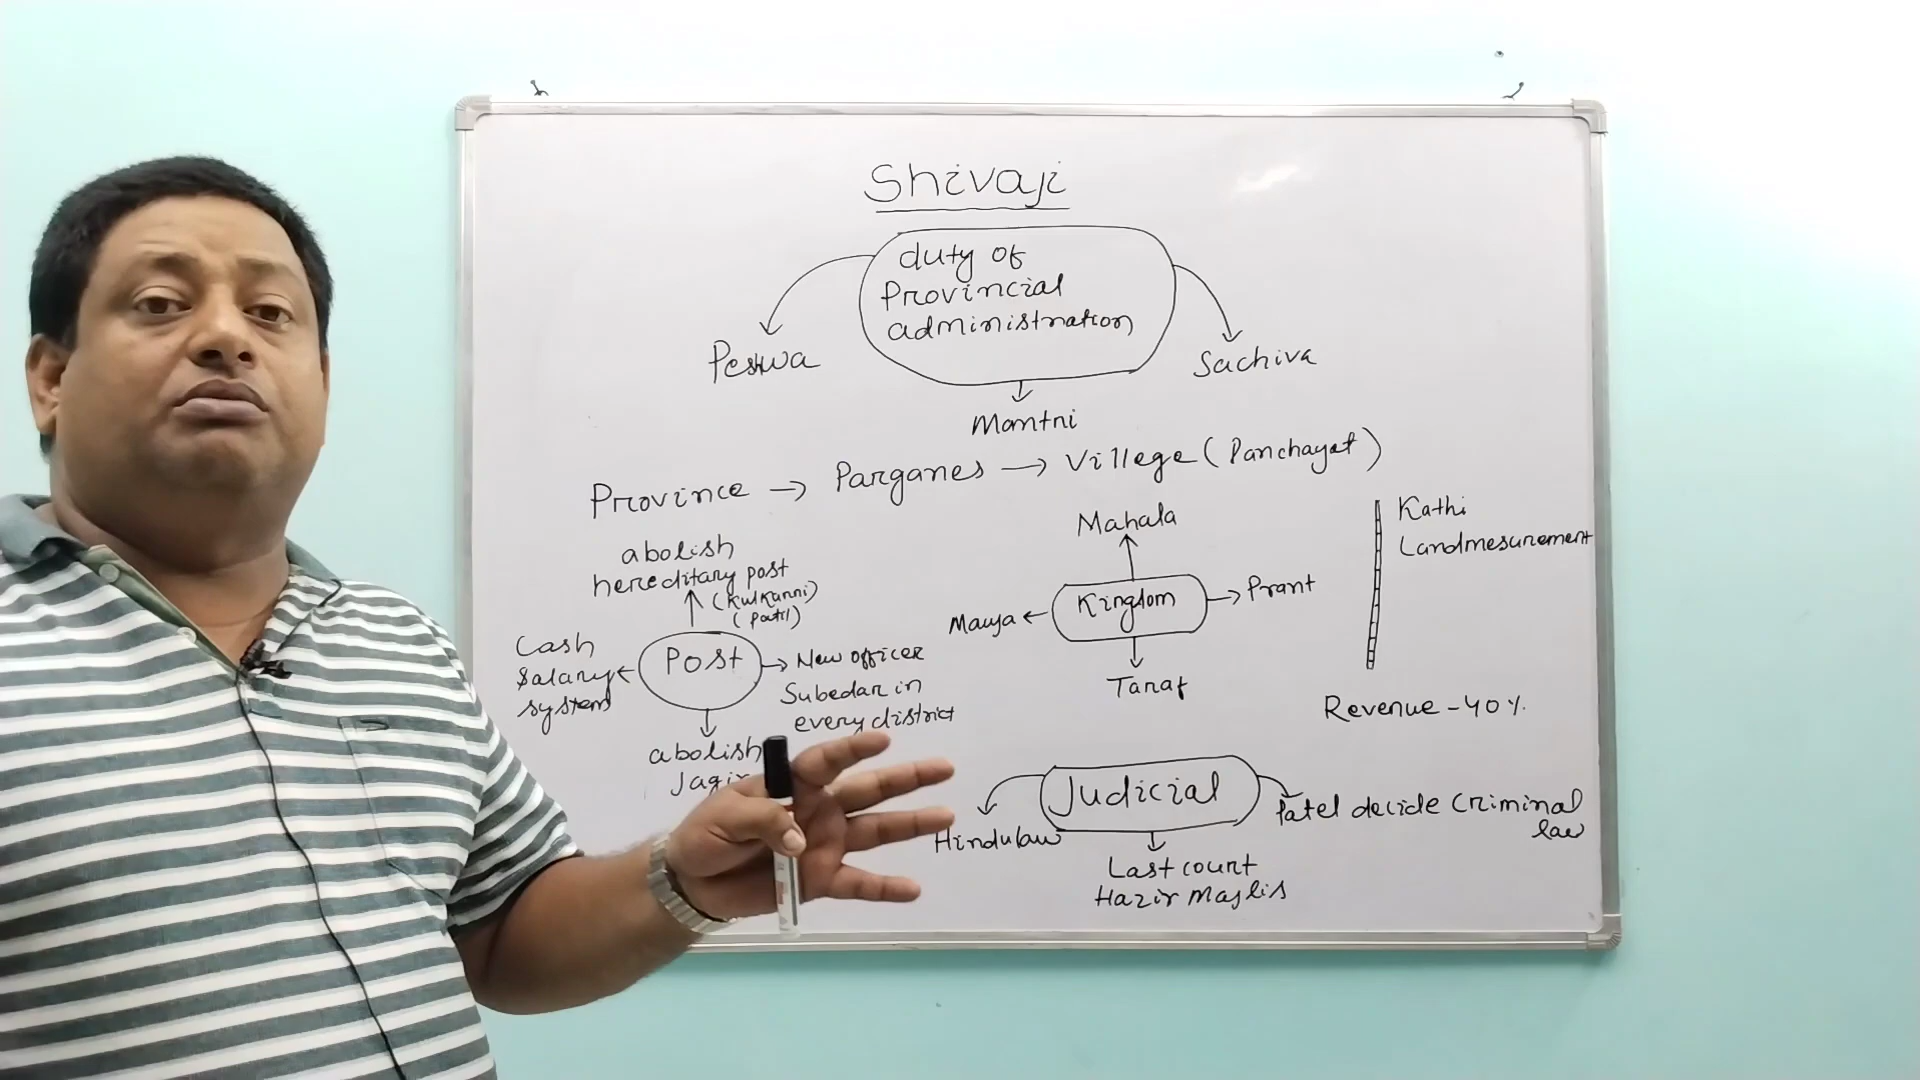 Shivaji
duty of
Provincial
administration
Peshwa
Sachiva
Mantri
Province → Parganes → Villege (Panchayat)
abolish
hereditary post
(Kulkarni)
(Patil)
Cash
Salary
system
Post
New officer
Subedar in
every district
abolish
Jagir
Mahala
Kingdom
Prant
Mauja
Taraf
Kathi
Landmesurement
Revenue - 40%
Judicial
Hindulaw
Patel decide Criminal
law
Last court
Hazir Majlis